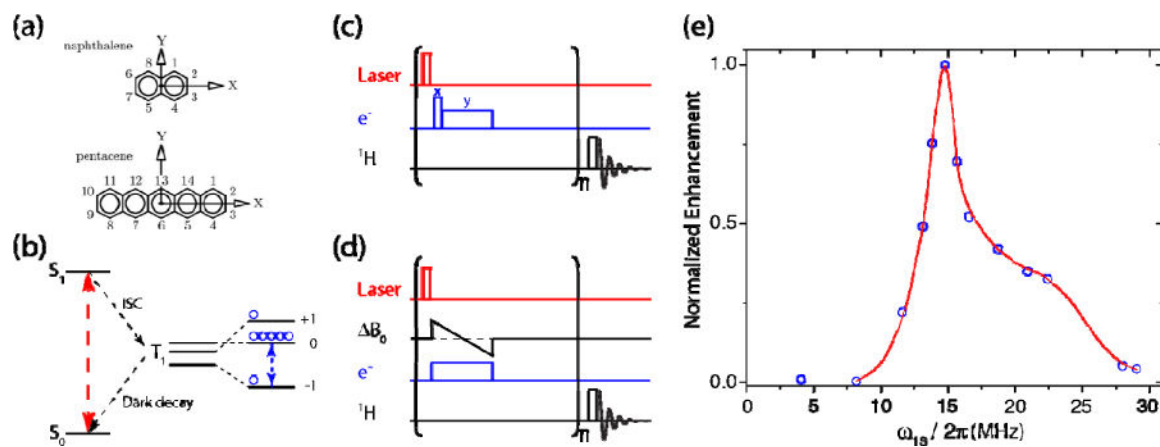 (a)
naphthalene
Y
8 1
6 2
X
7 3
5 4
pentacene
Y
11 12 13 14 1
10 2
X
9 3
8 7 6 5 4
(b)
S1
ISC
T1
+1
0
-1
Dark decay
S0
(c)
Laser
x
y
e-
1H
n
(d)
Laser
ΔB0
e-
1H
n
(e)
Normalized Enhancement
1.0
0.5
0.0
0 5 10 15 20 25 30
ω1S / 2π(MHz)